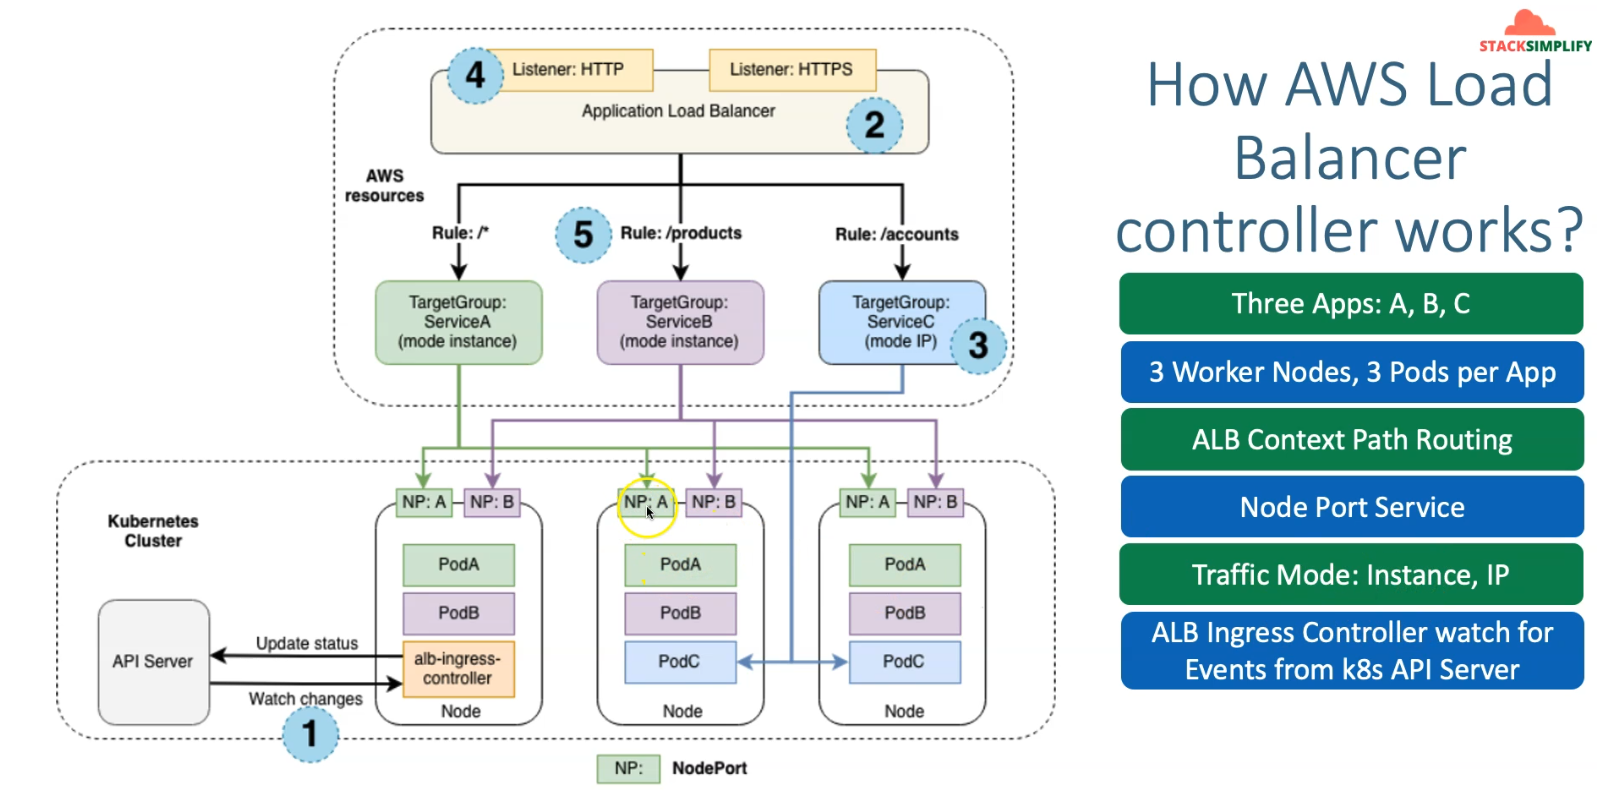 STACKSIMPLIFY
How AWS Load
Balancer
controller works?
Three Apps: A, B, C
3 Worker Nodes, 3 Pods per App
ALB Context Path Routing
Node Port Service
Traffic Mode: Instance, IP
ALB Ingress Controller watch for
Events from k8s API Server
4
Listener: HTTP
Listener: HTTPS
Application Load Balancer
2
AWS
resources
Rule: /*
5
Rule: /products
Rule: /accounts
TargetGroup:
ServiceA
(mode instance)
TargetGroup:
ServiceB
(mode instance)
TargetGroup:
ServiceC
(mode IP)
3
Kubernetes
Cluster
NP: A
NP: B
NP: A
NP: B
NP: A
NP: B
PodA
PodB
alb-ingress-
controller
Node
PodA
PodB
PodC
Node
PodA
PodB
PodC
Node
API Server
Update status
Watch changes
1
NP:
NodePort